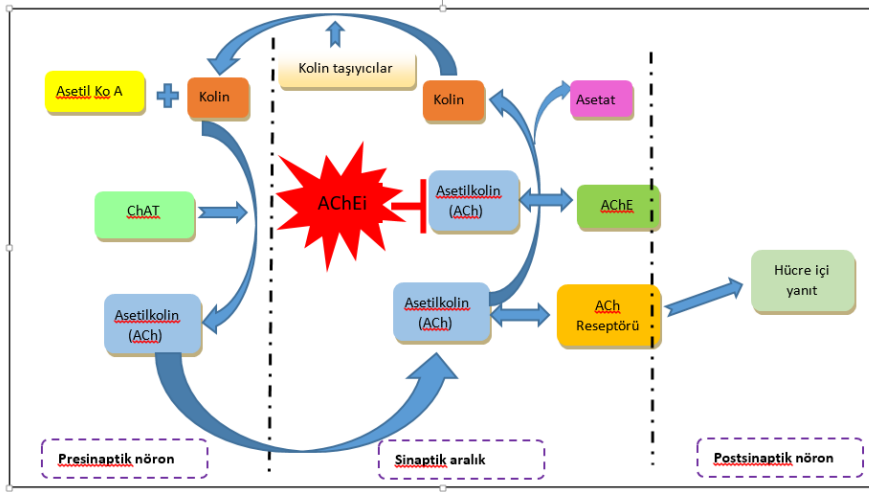 Asetil Ko A
Kolin
Kolin taşıyıcılar
Kolin
Asetat
ChAT
AChEi
Asetilkolin
(ACh)
AChE
Asetilkolin
(ACh)
Asetilkolin
(ACh)
ACh
Reseptörü
Hücre içi
yanıt
Presinaptik nöron
Sinaptik aralık
Postsinaptik nöron